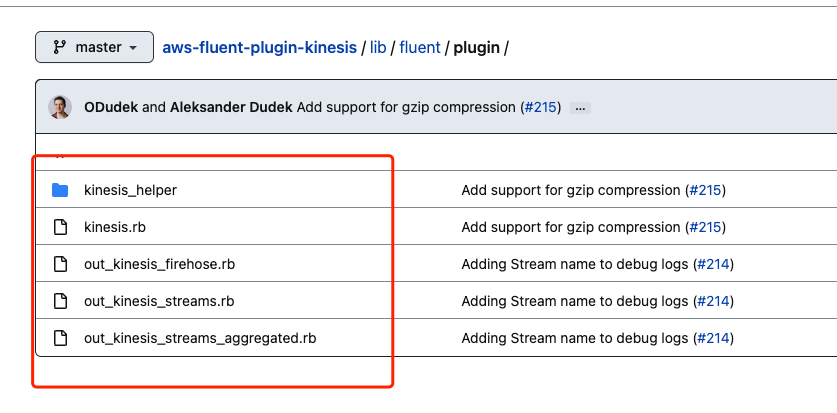 master aws-fluent-plugin-kinesis / lib / fluent / plugin /
ODudek and Aleksander Dudek Add support for gzip compression (#215) ...
kinesis_helper Add support for gzip compression (#215)
kinesis.rb Add support for gzip compression (#215)
out_kinesis_firehose.rb Adding Stream name to debug logs (#214)
out_kinesis_streams.rb Adding Stream name to debug logs (#214)
out_kinesis_streams_aggregated.rb Adding Stream name to debug logs (#214)